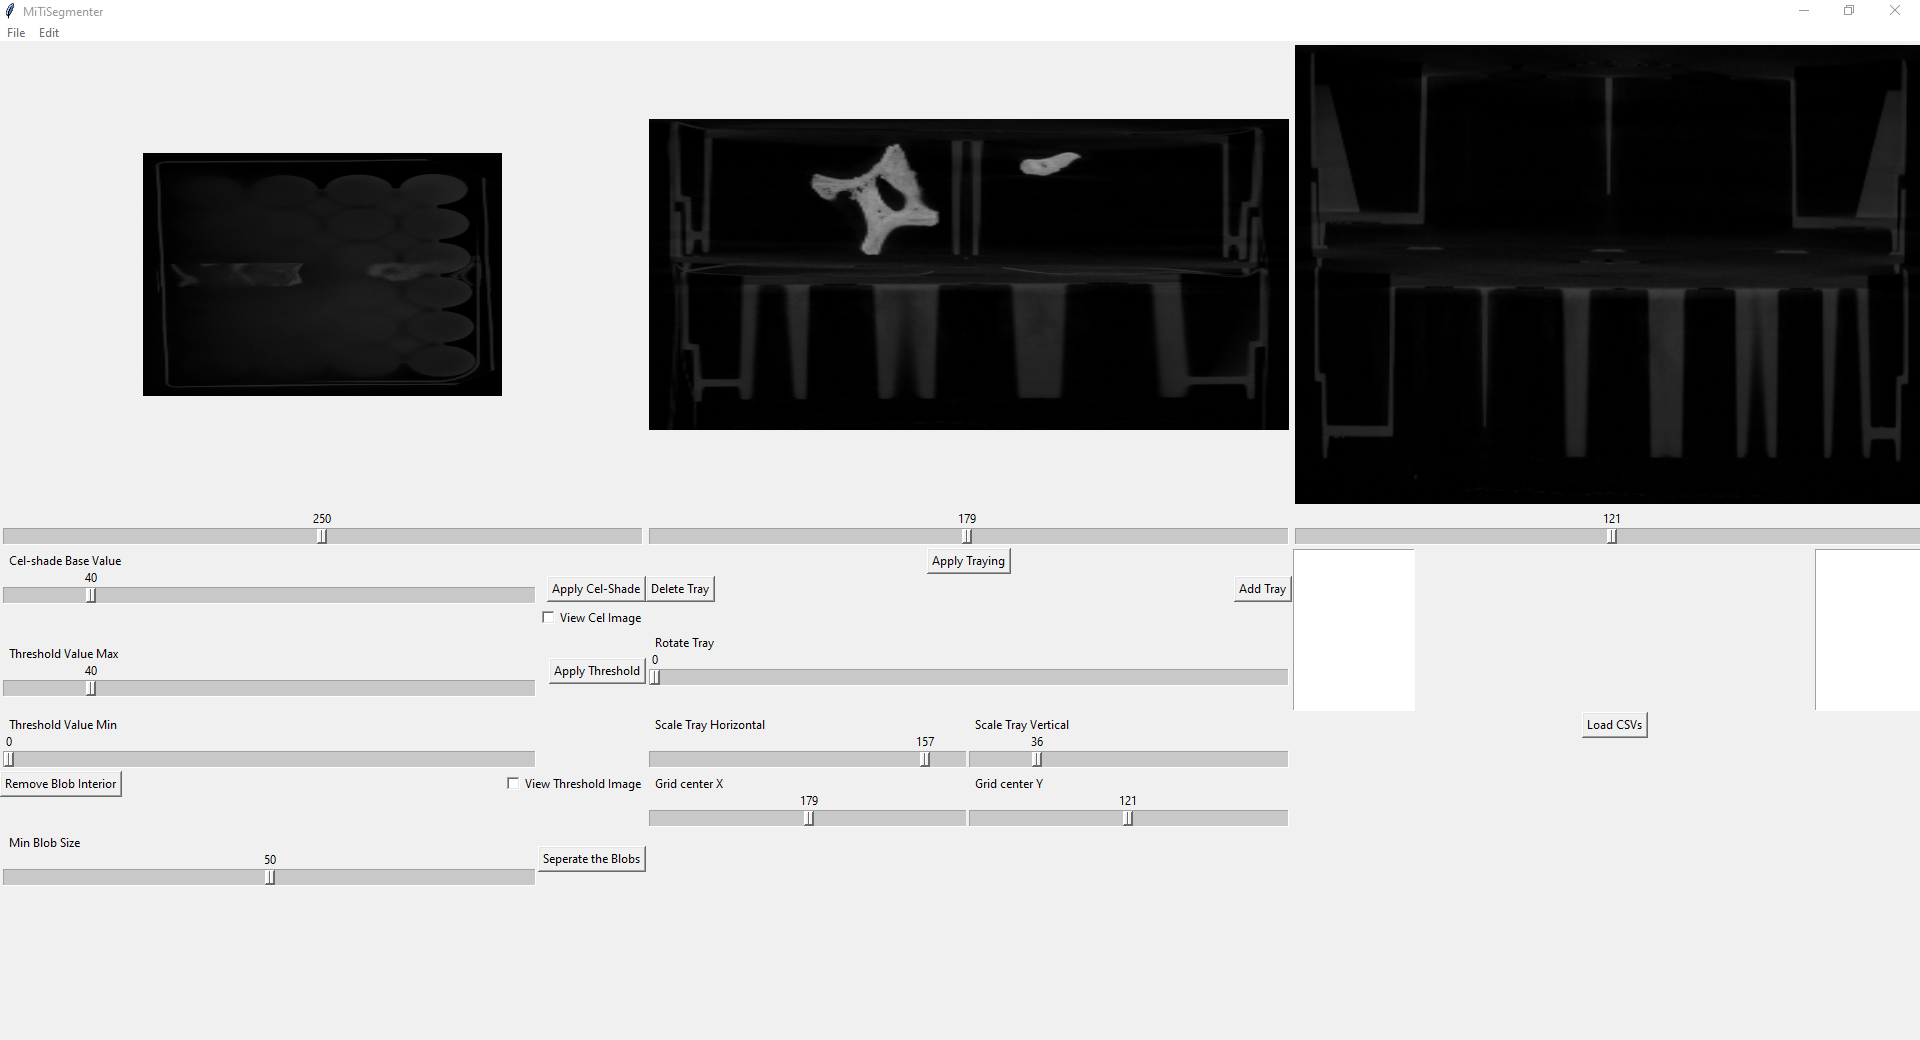 MiTiSegmenter
File Edit
250
179
121
Cel-shade Base Value
Apply Traying
40
Apply Cel-Shade
Delete Tray
Add Tray
View Cel Image
Rotate Tray
Threshold Value Max
0
40
Apply Threshold
Threshold Value Min
Scale Tray Horizontal
Scale Tray Vertical
Load CSVs
0
157
36
Remove Blob Interior
View Threshold Image
Grid center X
Grid center Y
179
121
Min Blob Size
50
Seperate the Blobs